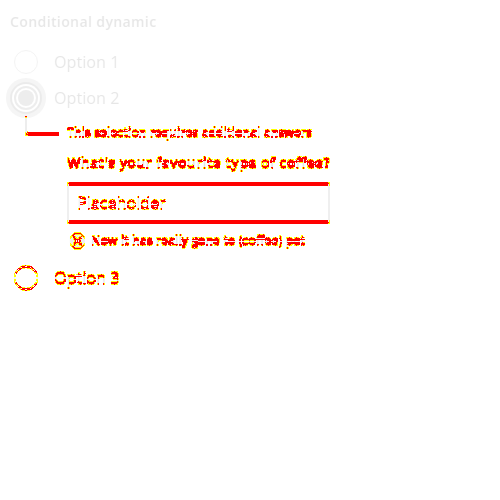 Conditional dynamic
Option 1
Option 2
This selection requires additional answers
What's your favourite type of coffee?
Placeholder
Now it has really gone to (coffee) pot
Option 3